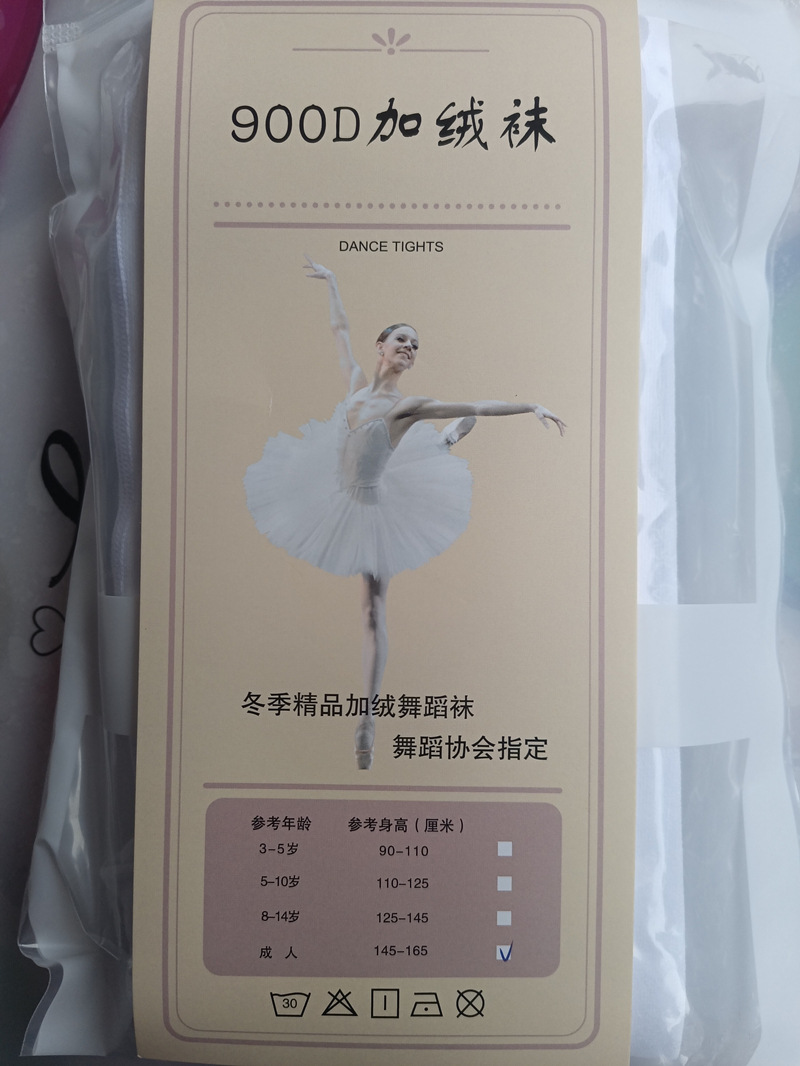 900D加绒袜
DANCE TIGHTS
冬季精品加绒舞蹈袜
舞蹈协会指定
参考年龄 参考身高(厘米)
3-5岁 90-110
5-10岁 110-125
8-14岁 125-145
成 人 145-165
30